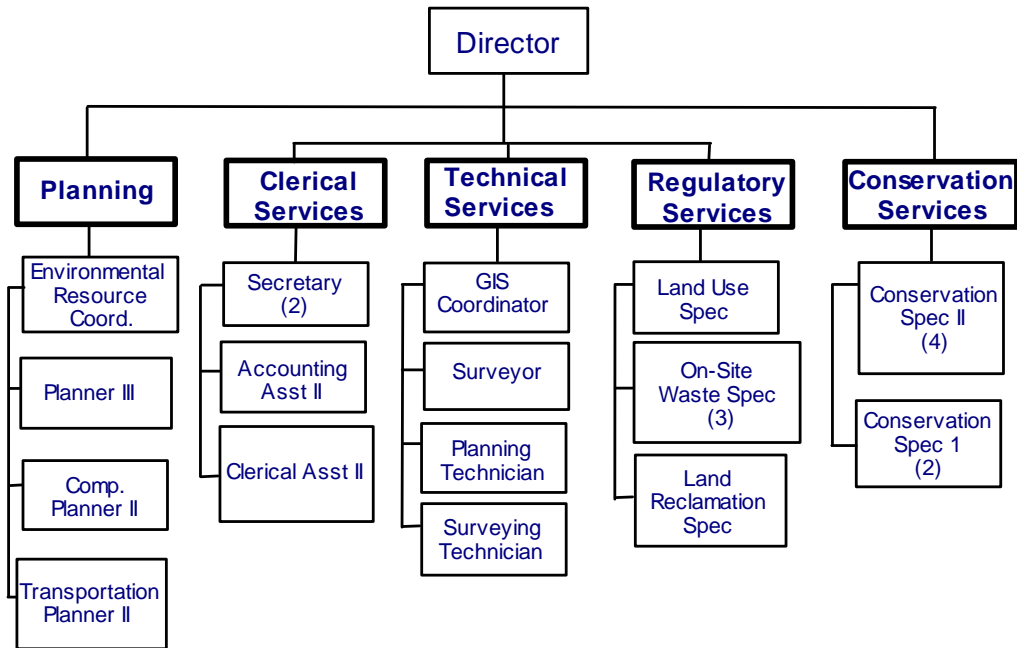 Director
Planning
Clerical
Services
Technical
Services
Regulatory
Services
Conservation
Services
Environmental
Resource
Coord.
Planner III
Comp.
Planner II
Transportation
Planner II
Secretary
(2)
Accounting
Asst II
Clerical Asst II
GIS
Coordinator
Surveyor
Planning
Technician
Surveying
Technician
Land Use
Spec
On-Site
Waste Spec
(3)
Land
Reclamation
Spec
Conservation
Spec II
(4)
Conservation
Spec 1
(2)